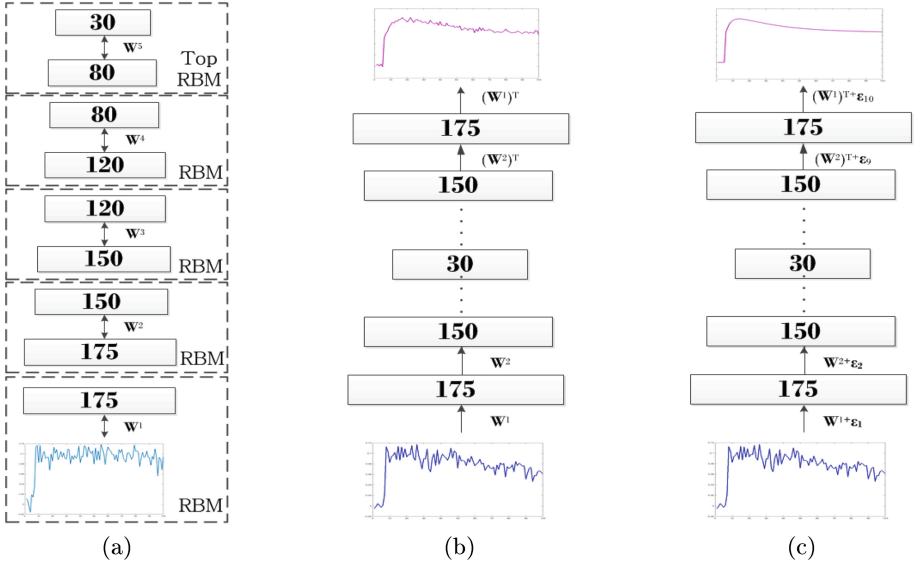 30
W⁵
80
Top
RBM
80
W⁴
120
RBM
120
W³
150
RBM
150
W²
175
RBM
175
W¹
RBM
(a)
(W¹)ᵀ
175
(W²)ᵀ
150
30
150
W²
175
W¹
(b)
(W¹)ᵀ⁺ε₁₀
175
(W²)ᵀ⁺ε₉
150
30
150
W²⁺ε₂
175
W¹⁺ε₁
(c)